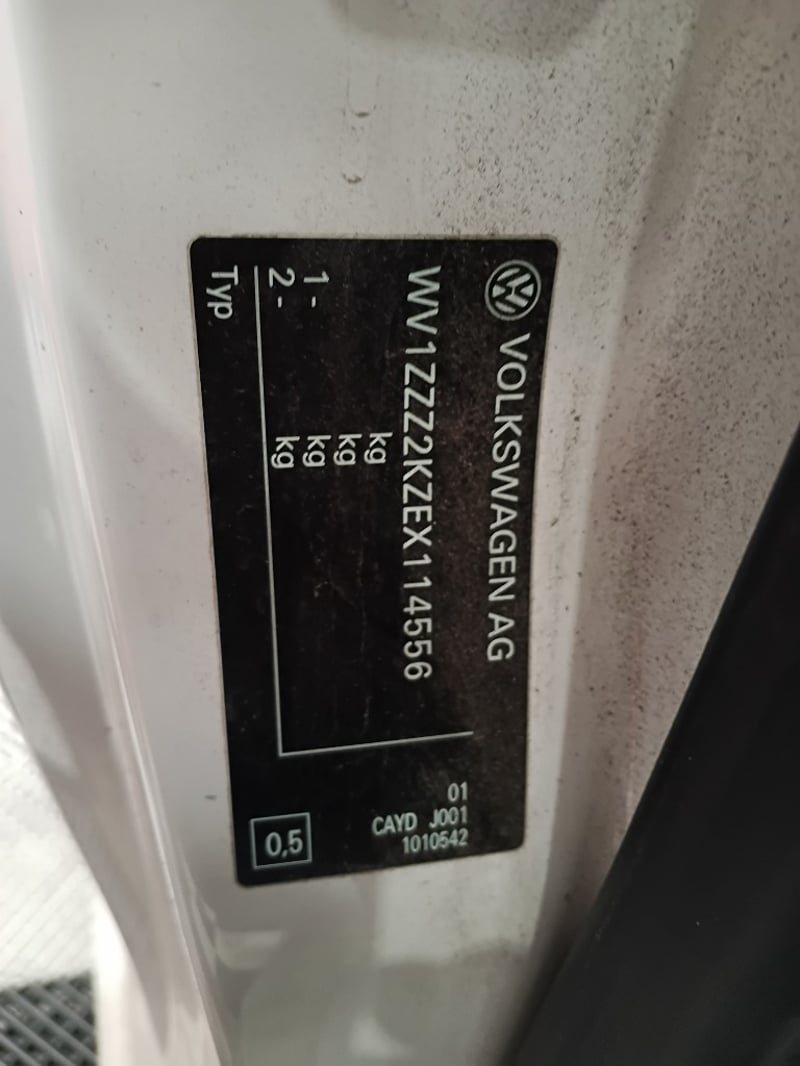 VOLKSWAGEN AG
WV1ZZZ2KZEX114556
kg
kg
1- kg
2- kg
Typ
01
CAYD J001
1010542
0,5